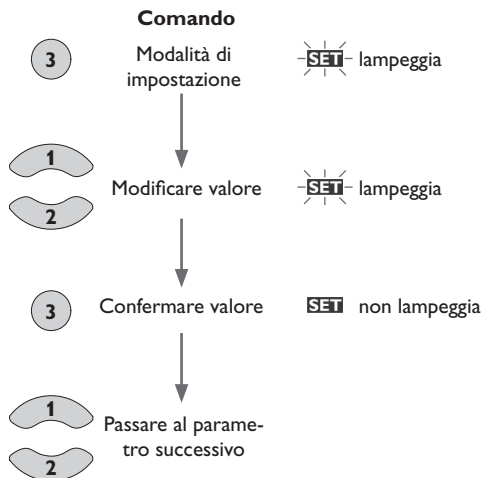 Comando
3 Modalità di SET lampeggia
impostazione
1
Modificare valore SET lampeggia
2
3 Confermare valore SET non lampeggia
1
Passare al parame-
tro successivo
2